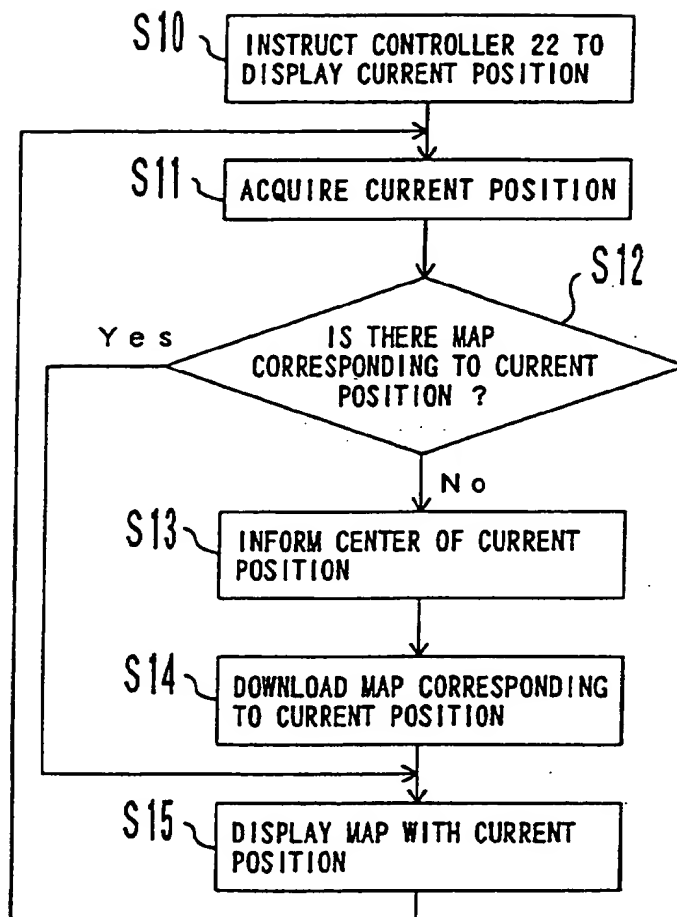 S10
INSTRUCT CONTROLLER 22 TO
DISPLAY CURRENT POSITION
S11
ACQUIRE CURRENT POSITION
S12
Yes
IS THERE MAP
CORRESPONDING TO CURRENT
POSITION ?
No
S13
INFORM CENTER OF CURRENT
POSITION
S14
DOWNLOAD MAP CORRESPONDING
TO CURRENT POSITION
S15
DISPLAY MAP WITH CURRENT
POSITION